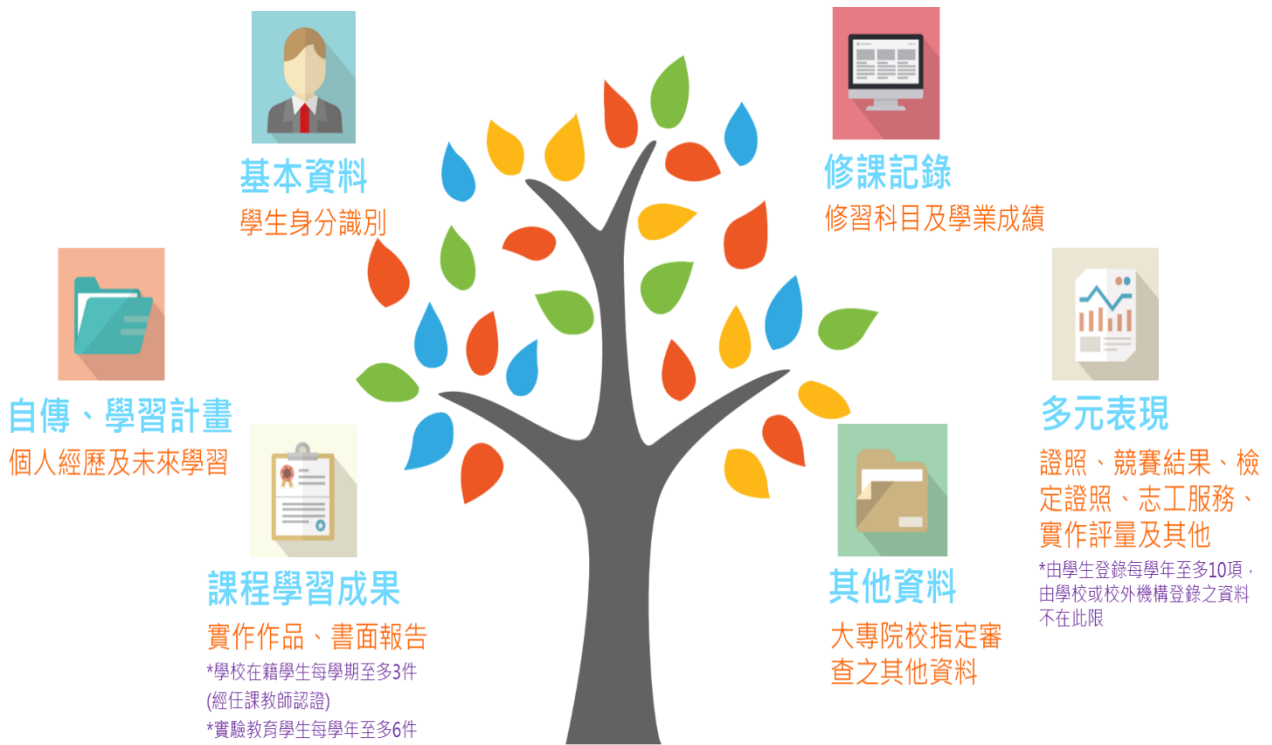 基本資料
學生身分識別
修課記錄
修習科目及學業成績
自傳、學習計畫
個人經歷及未來學習
多元表現
證照、競賽結果、檢
定證照、志工服務、
實作評量及其他
*由學生登錄每學年至多10項，
由學校或校外機構登錄之資料
不在此限
課程學習成果
實作作品、書面報告
*學校在籍學生每學期至多3件
(經任課教師認證)
*實驗教育學生每學年至多6件
其他資料
大專院校指定審
查之其他資料